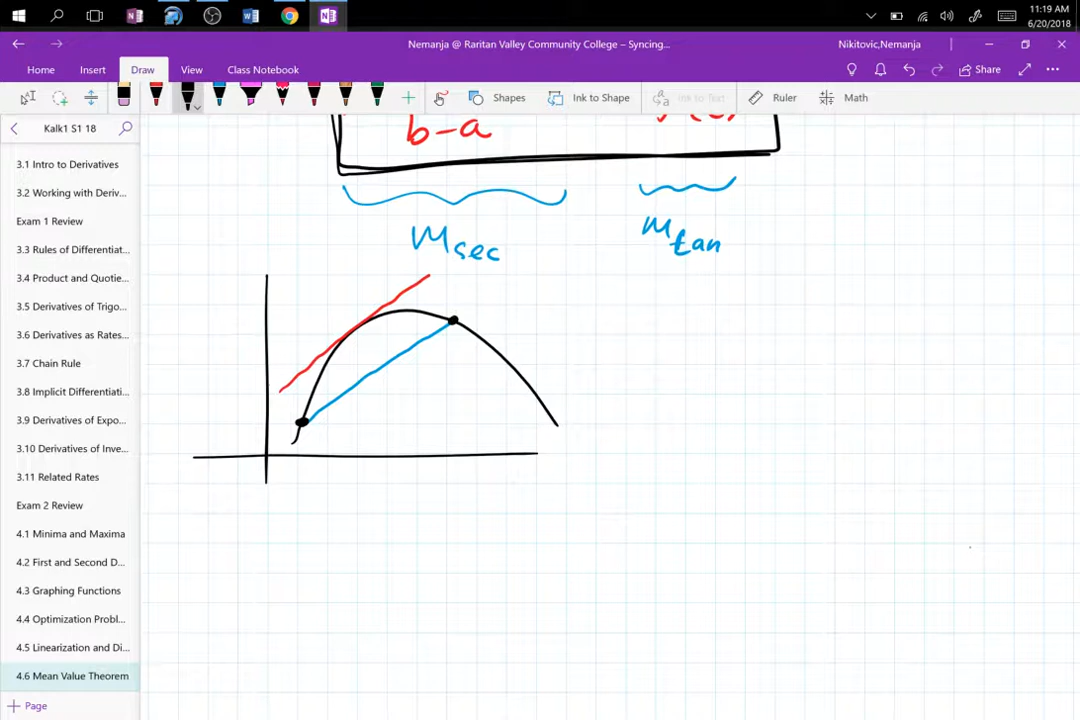 11:19 AM
6/20/2018
Nemanja @ Raritan Valley Community College – Syncing...
Nikitovic,Nemanja
Home Insert Draw View Class Notebook
Share
Shapes Ink to Shape Ink to Text Ruler Math
Kalk1 S1 18
3.1 Intro to Derivatives
3.2 Working with Deriv...
Exam 1 Review
3.3 Rules of Differentiat...
3.4 Product and Quotie...
3.5 Derivatives of Trigo...
3.6 Derivatives as Rates...
3.7 Chain Rule
3.8 Implicit Differentiati...
3.9 Derivatives of Expo...
3.10 Derivatives of Inve...
3.11 Related Rates
Exam 2 Review
4.1 Minima and Maxima
4.2 First and Second D...
4.3 Graphing Functions
4.4 Optimization Probl...
4.5 Linearization and Di...
4.6 Mean Value Theorem
Page
b-a
msec mtan